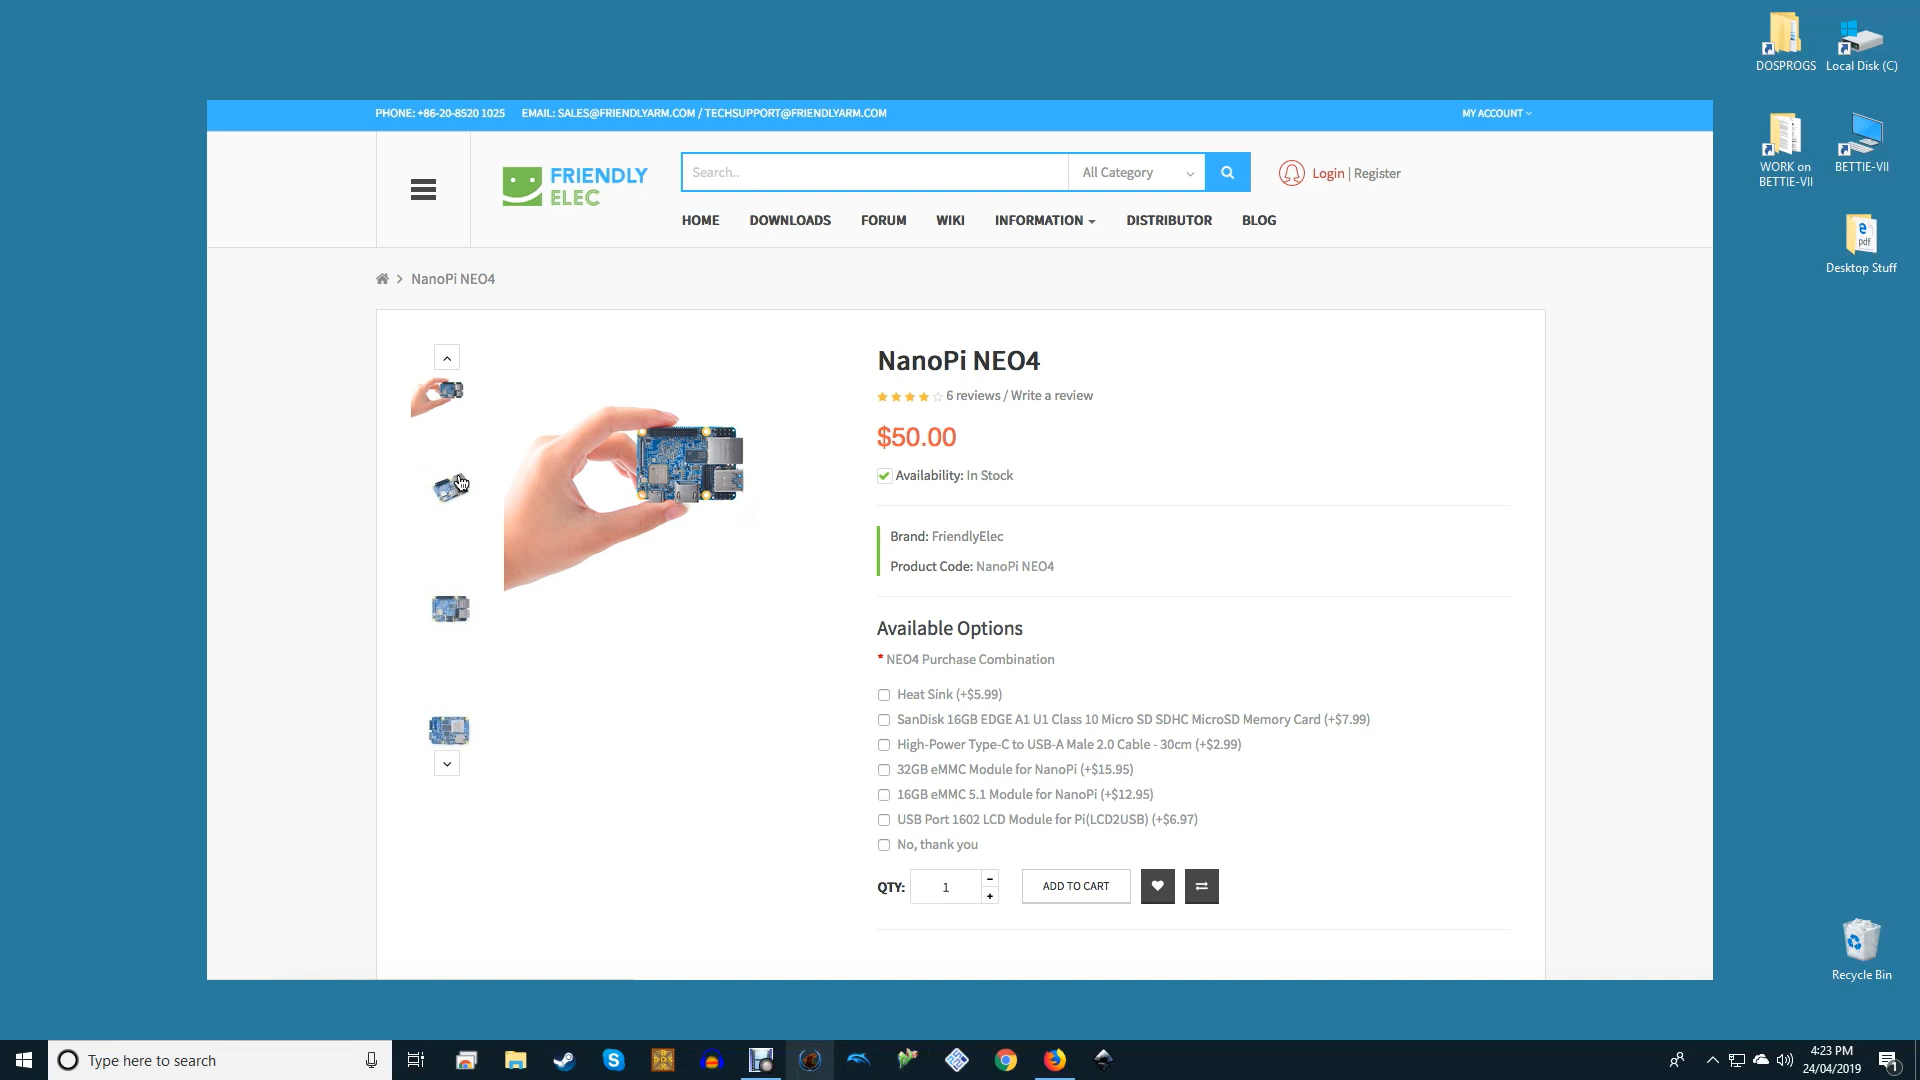 DOSPROGS
Local Disk (C)
PHONE: +86-20-8520 1025
EMAIL: SALES@FRIENDLYARM.COM / TECHSUPPORT@FRIENDLYARM.COM
MY ACCOUNT
WORK on
BETTIE-VII
BETTIE-VII
FRIENDLY
ELEC
Search..
All Category
Login | Register
HOME
DOWNLOADS
FORUM
WIKI
INFORMATION
DISTRIBUTOR
BLOG
pdf
Desktop Stuff
> NanoPi NEO4
NanoPi NEO4
6 reviews / Write a review
$50.00
Availability: In Stock
Brand: FriendlyElec
Product Code: NanoPi NEO4
Available Options
* NEO4 Purchase Combination
Heat Sink (+$5.99)
SanDisk 16GB EDGE A1 U1 Class 10 Micro SD SDHC MicroSD Memory Card (+$7.99)
High-Power Type-C to USB-A Male 2.0 Cable - 30cm (+$2.99)
32GB eMMC Module for NanoPi (+$15.95)
16GB eMMC 5.1 Module for NanoPi (+$12.95)
USB Port 1602 LCD Module for Pi(LCD2USB) (+$6.97)
No, thank you
QTY: 1 - +
ADD TO CART
Recycle Bin
Type here to search
4:23 PM
24/04/2019
1